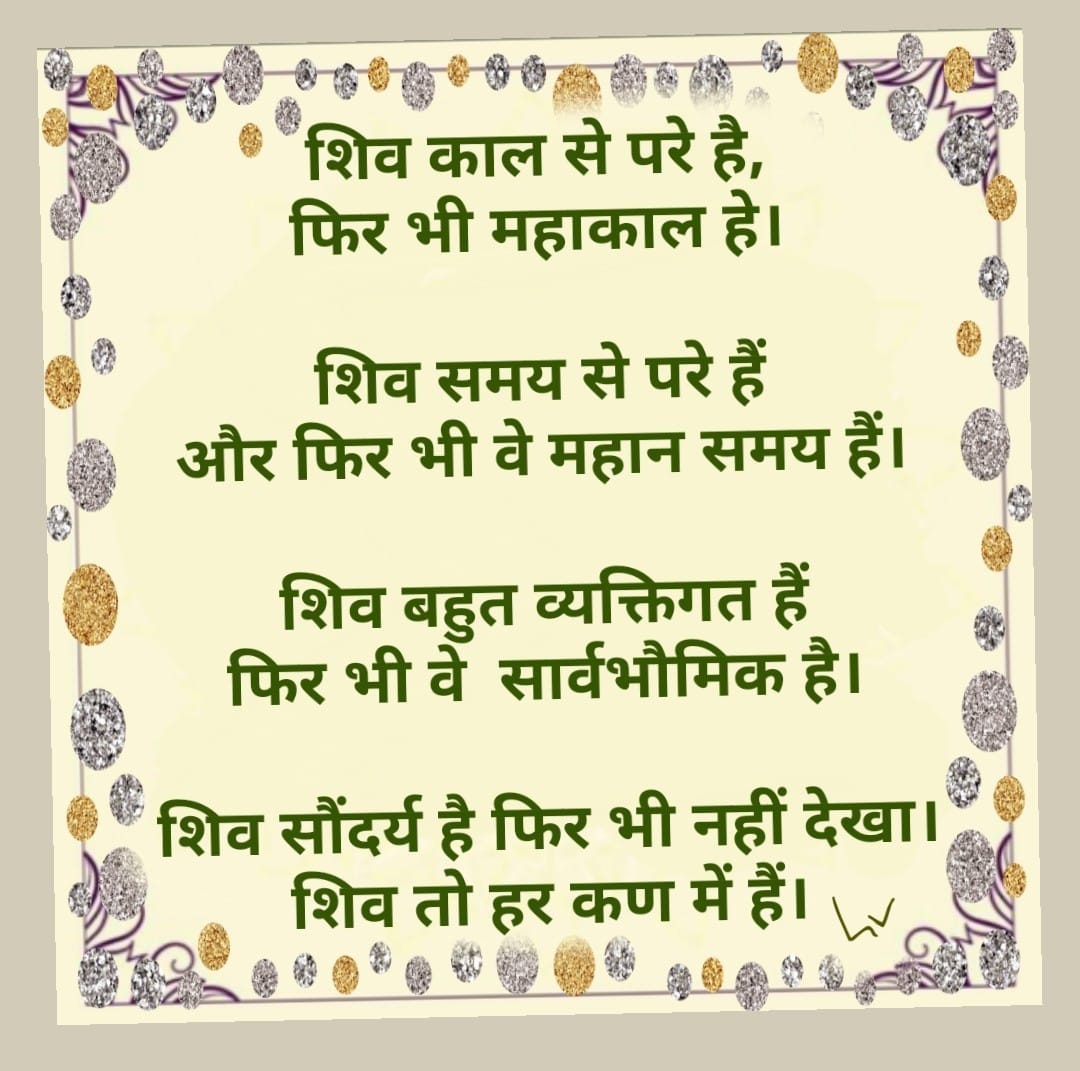 शिव काल से परे है,
फिर भी महाकाल हे।
शिव समय से परे हैं
और फिर भी वे महान समय हैं।
शिव बहुत व्यक्तिगत हैं
फिर भी वे सार्वभौमिक है।
शिव सौंदर्य है फिर भी नहीं देखा।
शिव तो हर कण में हैं।